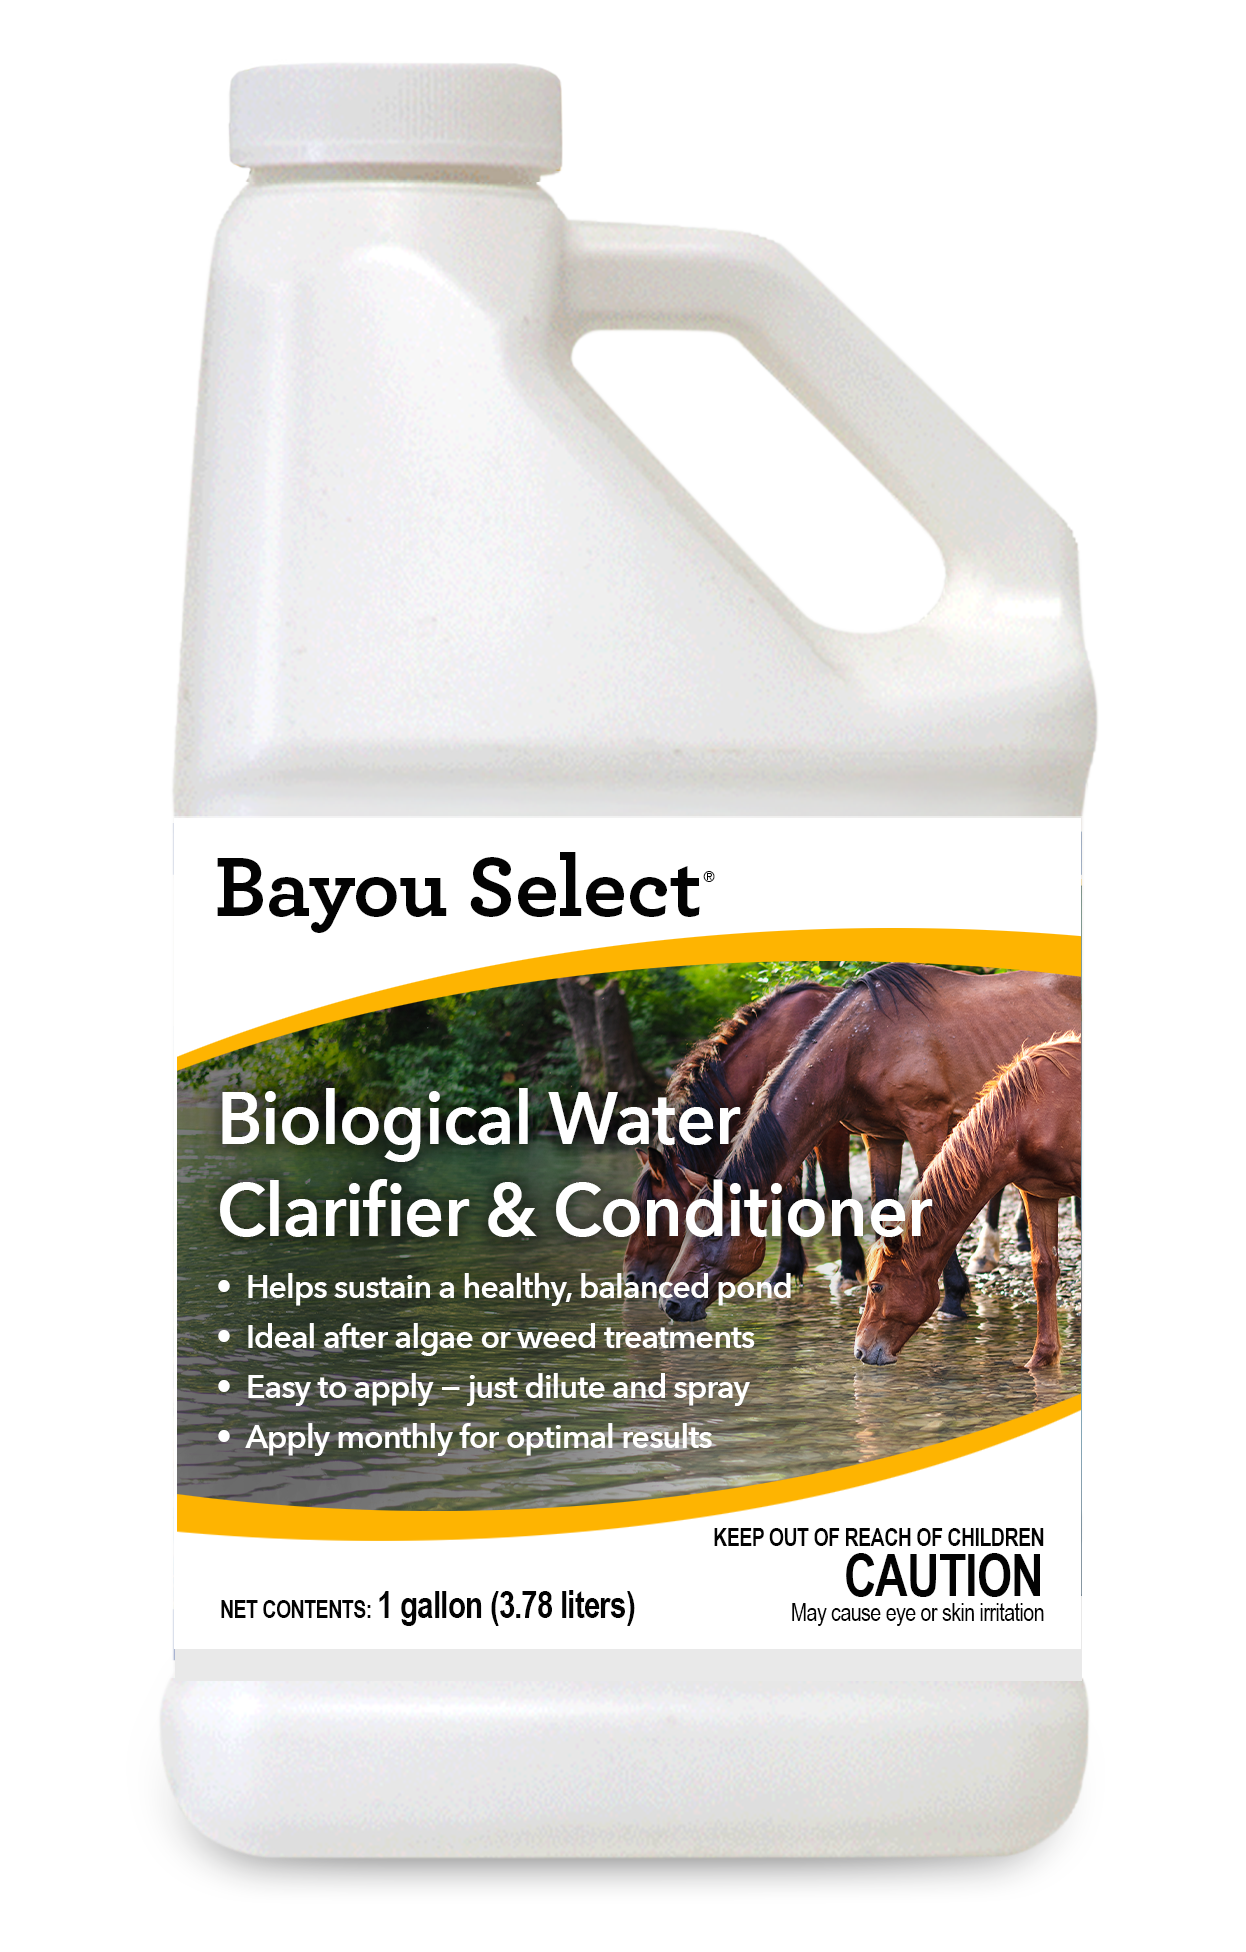 Bayou Select®
Biological Water
Clarifier & Conditioner
• Helps sustain a healthy, balanced pond
• Ideal after algae or weed treatments
• Easy to apply – just dilute and spray
• Apply monthly for optimal results
KEEP OUT OF REACH OF CHILDREN
CAUTION
May cause eye or skin irritation
NET CONTENTS: 1 gallon (3.78 liters)